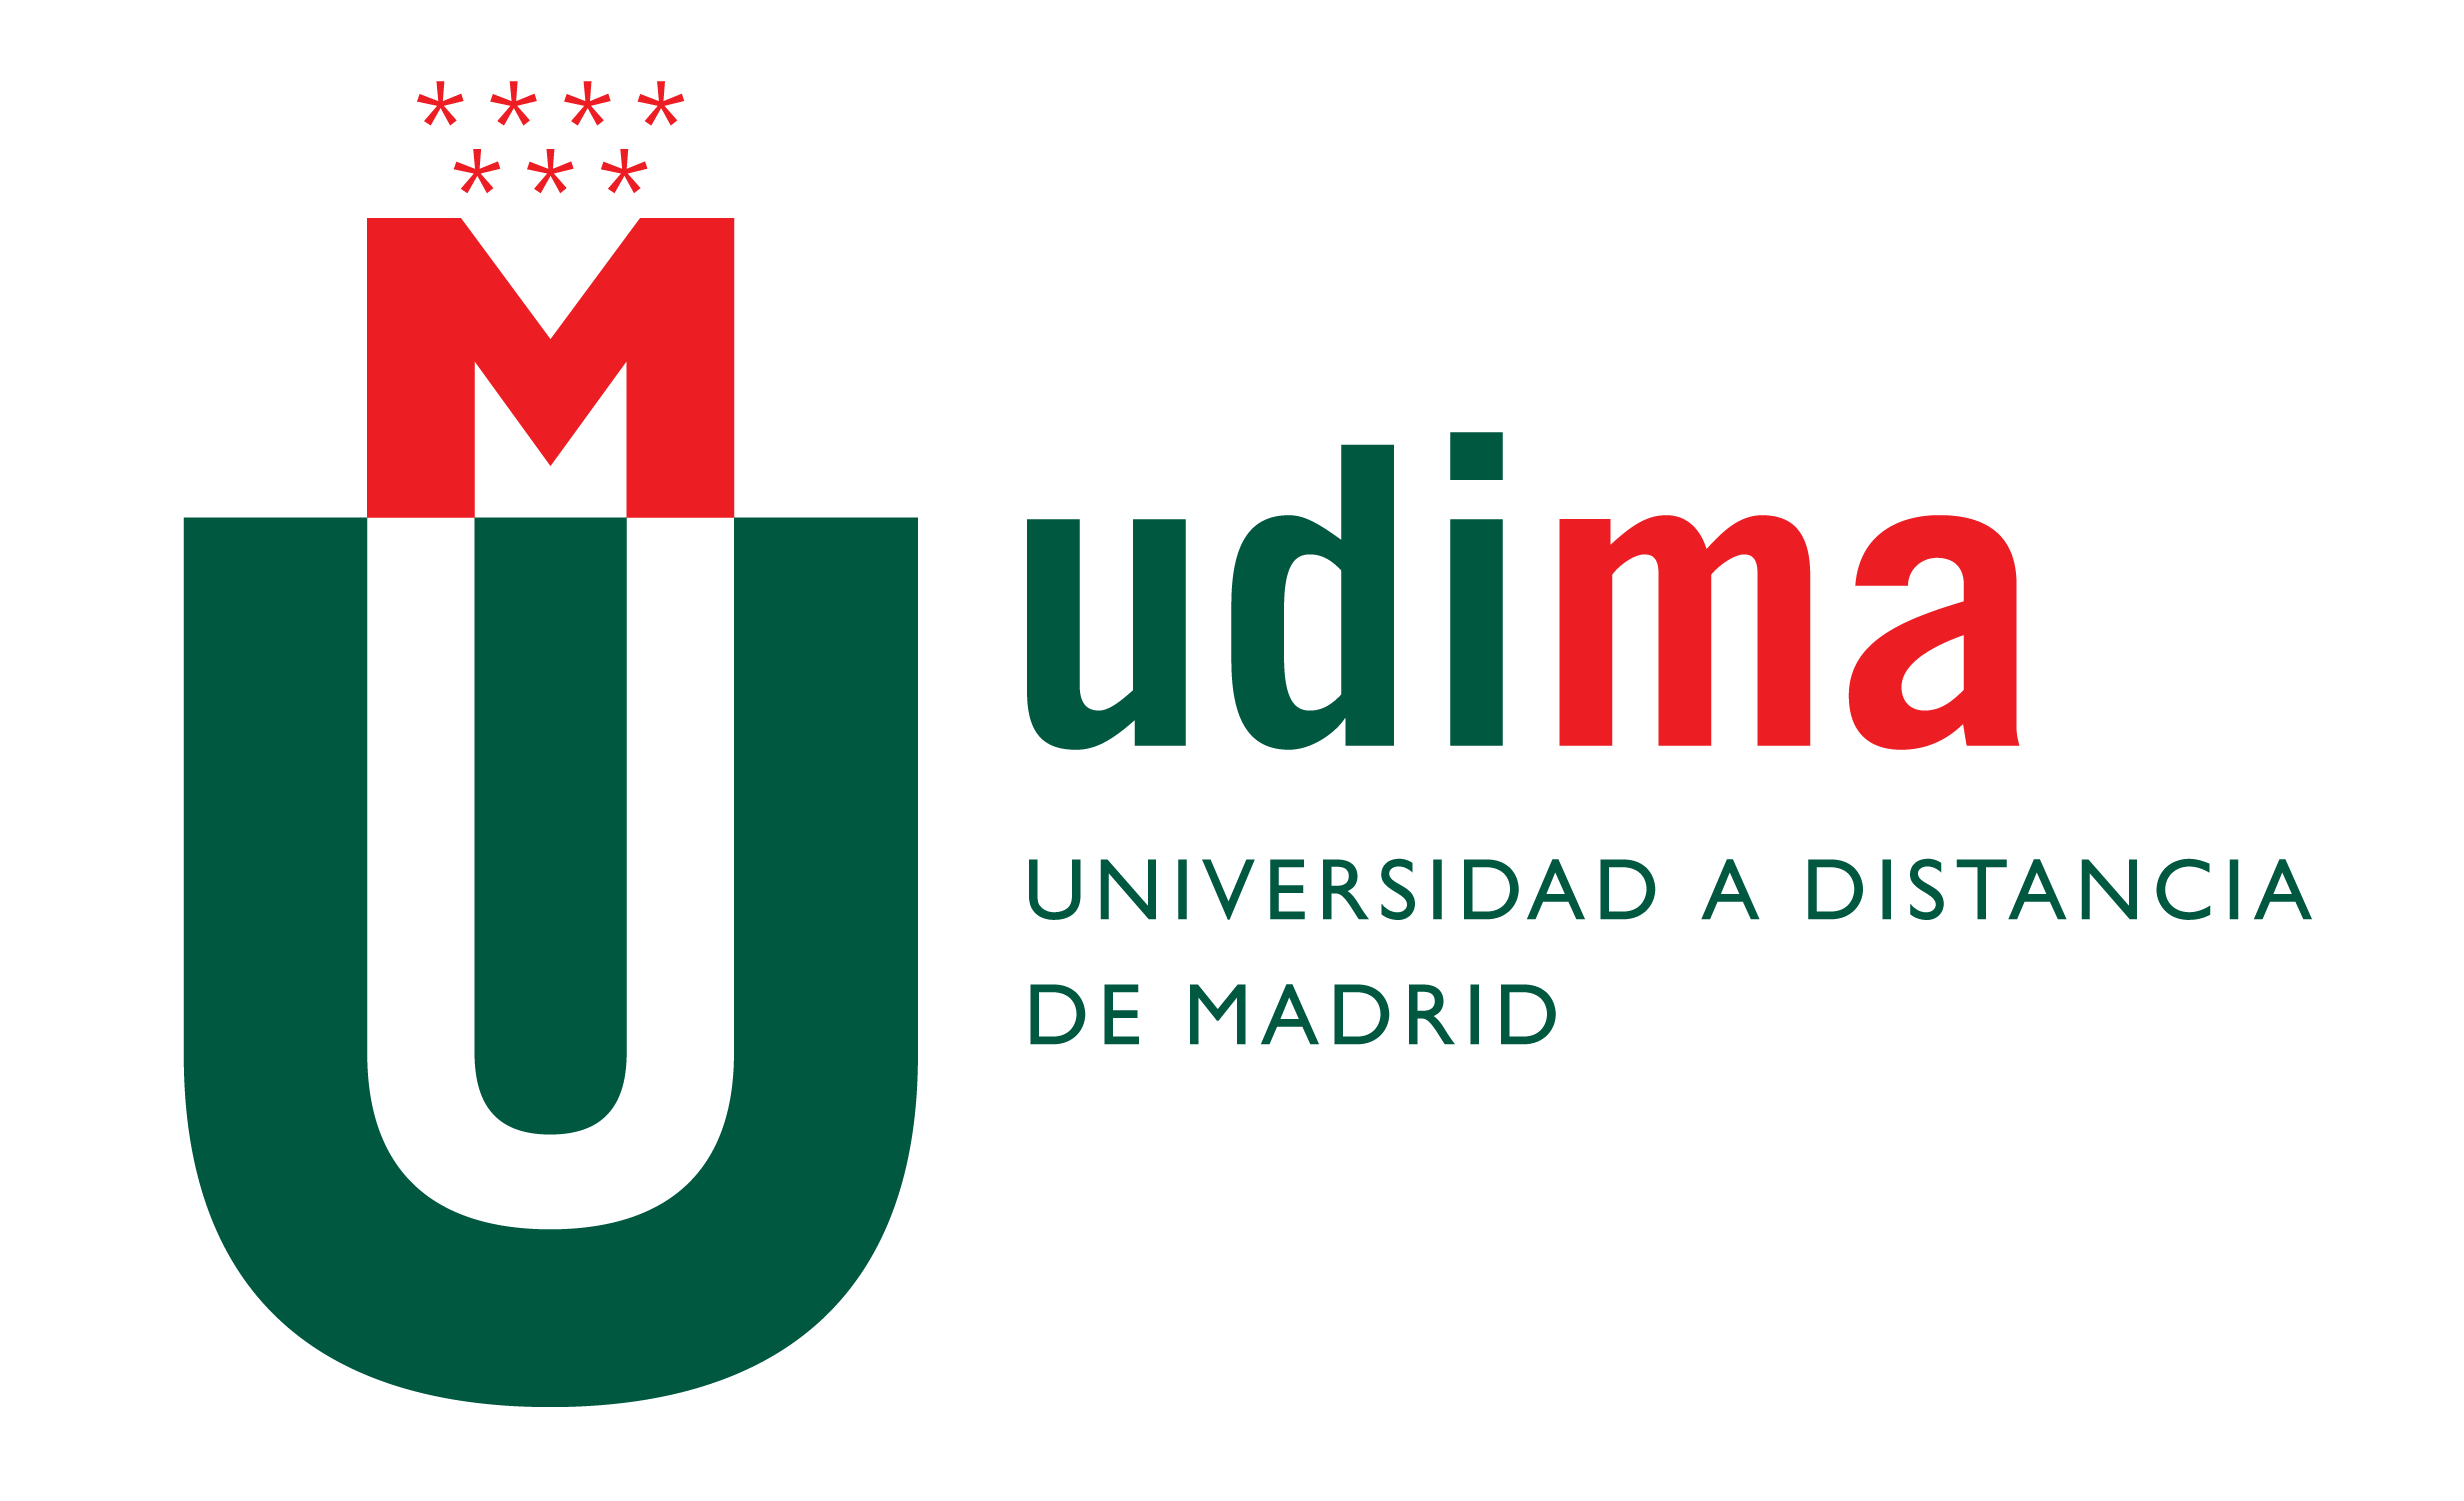 * * * *
* * *
M
U
udima
UNIVERSIDAD A DISTANCIA
DE MADRID